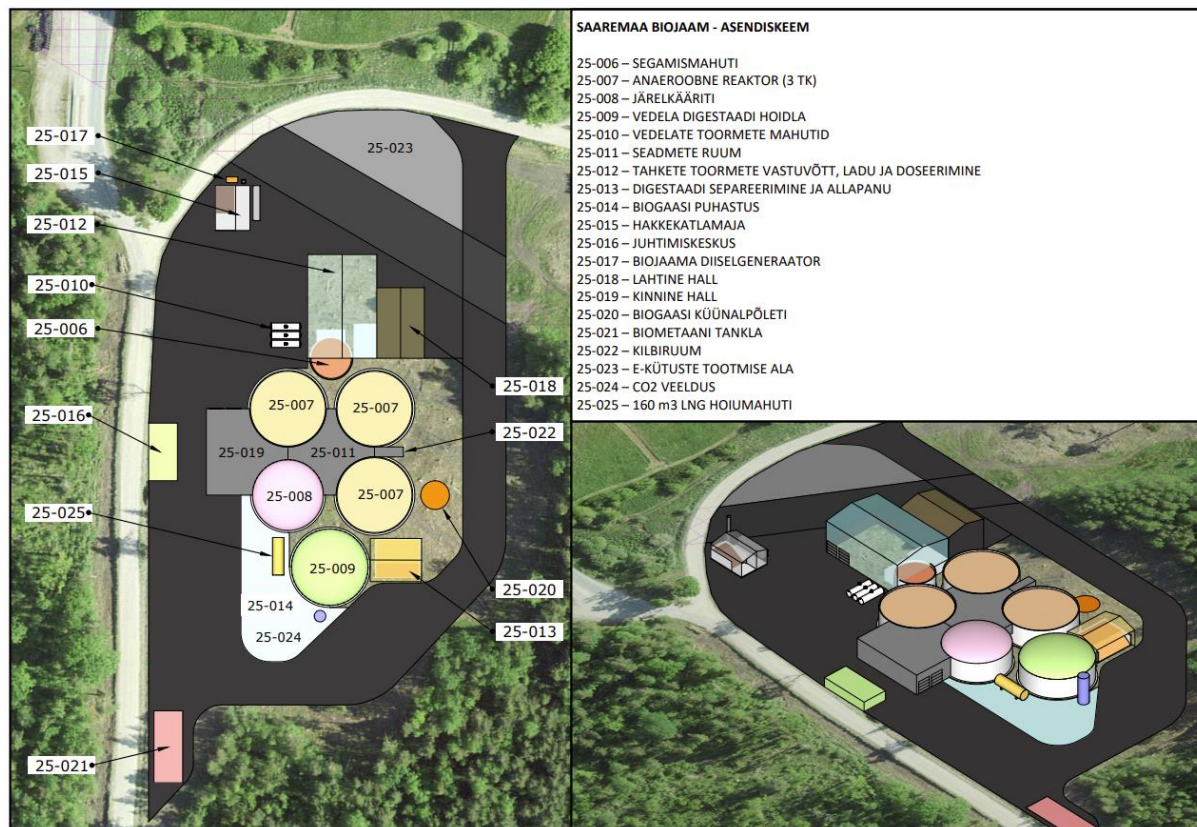 SAAREMAA BIOJAAM - ASENDISKEEM
25-006 – SEGAMISMAHUTI
25-007 – ANAEROOBNE REAKTOR (3 TK)
25-008 – JÄRELKÄÄRITI
25-009 – VEDELA DIGESTAADI HOIDLA
25-010 – VEDELATE TOORMETE MAHUTID
25-011 – SEADMETE RUUM
25-012 – TAHKETE TOORMETE VASTUVÕTT, LADU JA DOSEERIMINE
25-013 – DIGESTAADI SEPAREERIMINE JA ALLAPANU
25-014 – BIOGAASI PUHASTUS
25-015 – HAKKEKATLAMAJA
25-016 – JUHTIMISKESKUS
25-017 – BIOJAAMA DIISELGENERAATOR
25-018 – LAHTINE HALL
25-019 – KINNINE HALL
25-020 – BIOGAASI KÜÜNALPÕLETI
25-021 – BIOMETAANI TANKLA
25-022 – KILBIRUUM
25-023 – E-KÜTUSTE TOOTMISE ALA
25-024 – CO2 VEELDUS
25-025 – 160 m3 LNG HOIUMAHUTI
25-017
25-023
25-015
25-012
25-010
25-006
25-018
25-007
25-007
25-016
25-022
25-019
25-011
25-008
25-007
25-025
25-009
25-020
25-014
25-013
25-024
25-021